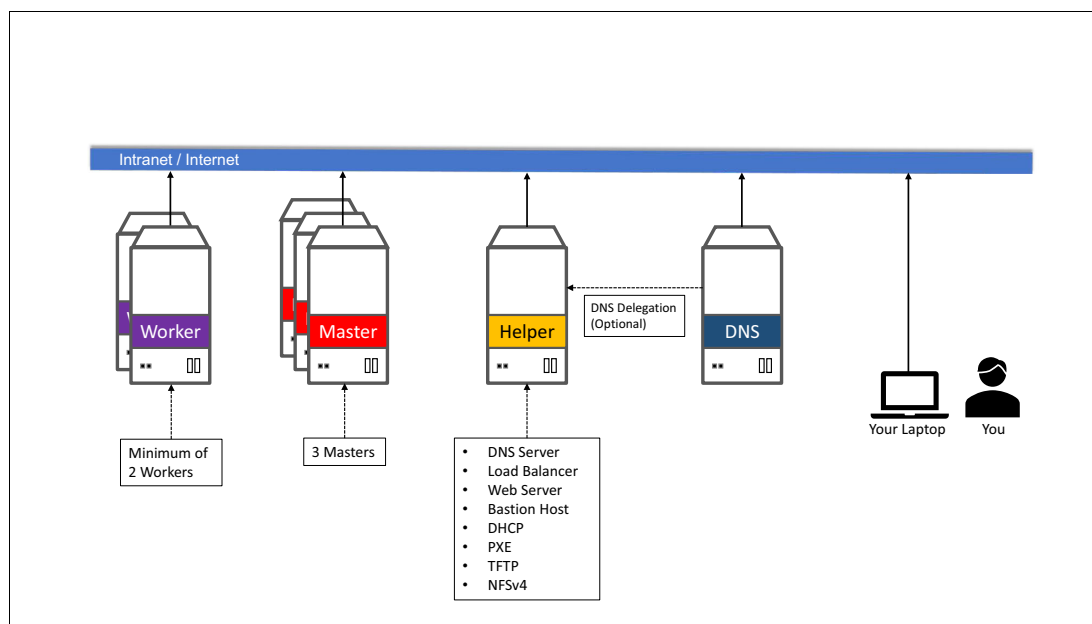 Intranet / Internet
Worker
Master
Helper
DNS
DNS Delegation
(Optional)
Your Laptop
You
Minimum of
2 Workers
3 Masters
• DNS Server
• Load Balancer
• Web Server
• Bastion Host
• DHCP
• PXE
• TFTP
• NFSv4